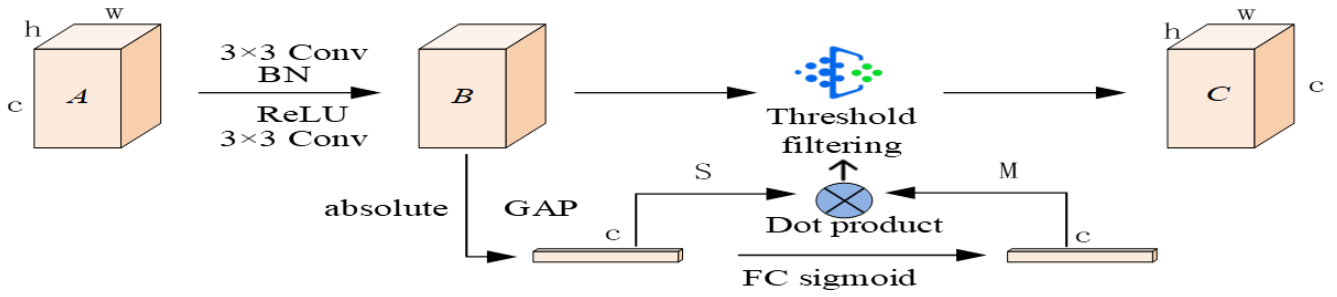 w
h
c
A
3×3 Conv
BN
ReLU
3×3 Conv
B
Threshold
filtering
w
h
C
c
absolute
GAP
S
M
Dot product
c
c
FC sigmoid